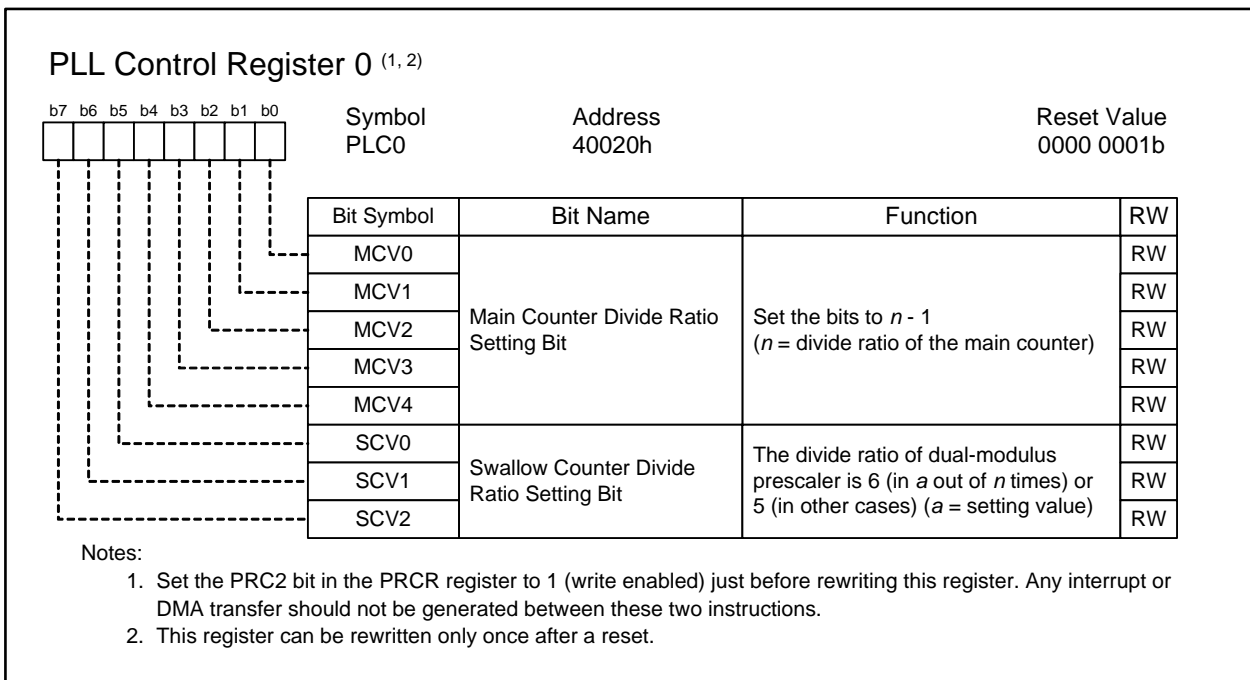 PLL Control Register 0 (1, 2)
b7 b6 b5 b4 b3 b2 b1 b0
Symbol Address Reset Value
PLC0 40020h 0000 0001b
Bit Symbol Bit Name Function RW
MCV0 RW
MCV1 RW
MCV2 RW
MCV3 RW
MCV4 RW
Main Counter Divide Ratio
Setting Bit
Set the bits to n - 1
(n = divide ratio of the main counter)
SCV0 RW
SCV1 RW
SCV2 RW
Swallow Counter Divide
Ratio Setting Bit
The divide ratio of dual-modulus
prescaler is 6 (in a out of n times) or
5 (in other cases) (a = setting value)
Notes:
1. Set the PRC2 bit in the PRCR register to 1 (write enabled) just before rewriting this register. Any interrupt or
DMA transfer should not be generated between these two instructions.
2. This register can be rewritten only once after a reset.